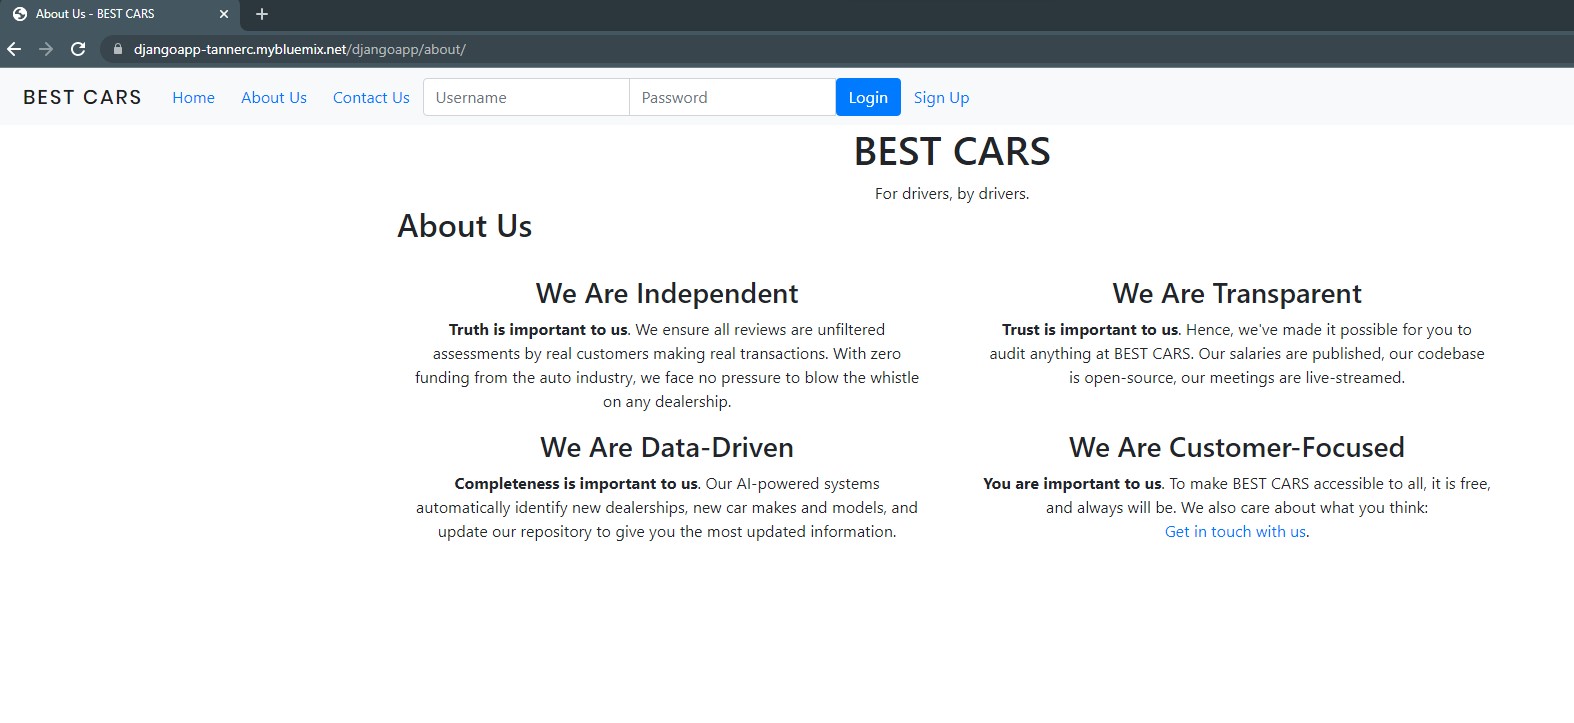 About Us - BEST CARS
djangoapp-tannerc.mybluemix.net/djangoapp/about/
BEST CARS Home About Us Contact Us Username Password Login Sign Up
BEST CARS
For drivers, by drivers.
About Us
We Are Independent
Truth is important to us. We ensure all reviews are unfiltered
assessments by real customers making real transactions. With zero
funding from the auto industry, we face no pressure to blow the whistle
on any dealership.
We Are Transparent
Trust is important to us. Hence, we've made it possible for you to
audit anything at BEST CARS. Our salaries are published, our codebase
is open-source, our meetings are live-streamed.
We Are Data-Driven
Completeness is important to us. Our AI-powered systems
automatically identify new dealerships, new car makes and models, and
update our repository to give you the most updated information.
We Are Customer-Focused
You are important to us. To make BEST CARS accessible to all, it is free,
and always will be. We also care about what you think:
Get in touch with us.